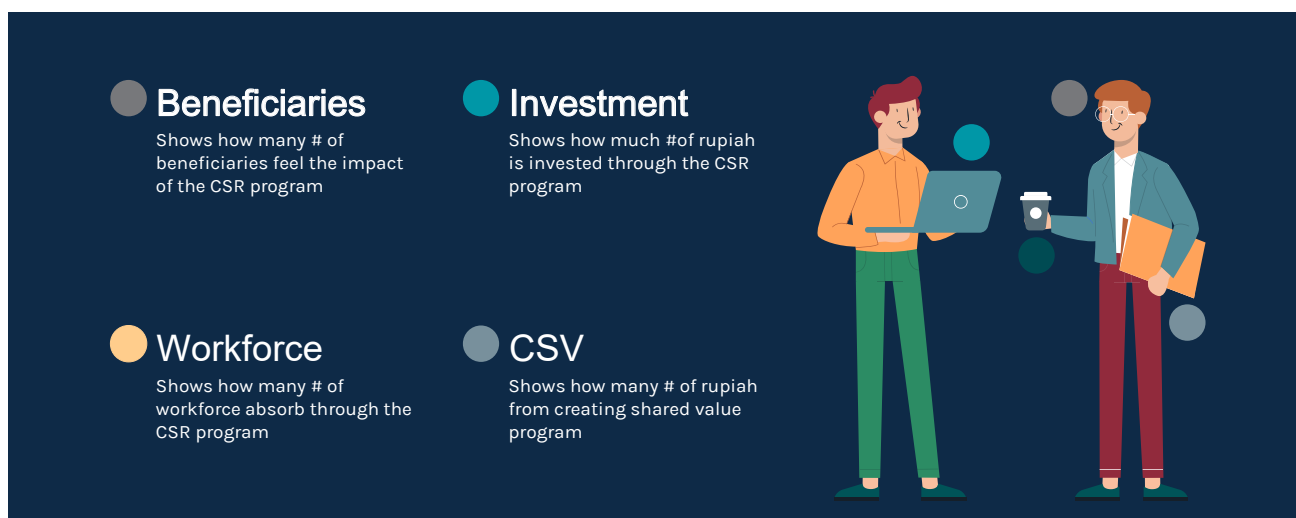 Beneficiaries
Shows how many # of
beneficiaries feel the impact
of the CSR program
Investment
Shows how much #of rupiah
is invested through the CSR
program
Workforce
Shows how many # of
workforce absorb through the
CSR program
CSV
Shows how many # of rupiah
from creating shared value
program